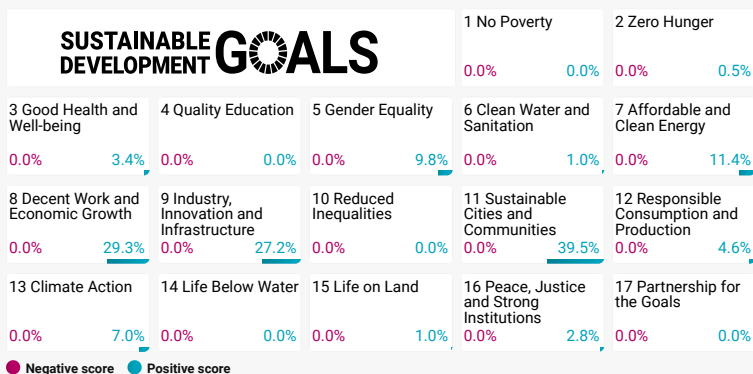 SUSTAINABLE DEVELOPMENT GOALS
1 No Poverty
0.0% 0.0%
2 Zero Hunger
0.0% 0.5%
3 Good Health and
Well-being
0.0% 3.4%
4 Quality Education
0.0% 0.0%
5 Gender Equality
0.0% 9.8%
6 Clean Water and
Sanitation
0.0% 1.0%
7 Affordable and
Clean Energy
0.0% 11.4%
8 Decent Work and
Economic Growth
0.0% 29.3%
9 Industry,
Innovation and
Infrastructure
0.0% 27.2%
10 Reduced
Inequalities
0.0% 0.0%
11 Sustainable
Cities and
Communities
0.0% 39.5%
12 Responsible
Consumption and
Production
0.0% 4.6%
13 Climate Action
0.0% 7.0%
14 Life Below Water
0.0% 0.0%
15 Life on Land
0.0% 1.0%
16 Peace, Justice
and Strong
Institutions
0.0% 2.8%
17 Partnership for
the Goals
0.0% 0.0%
Negative score Positive score